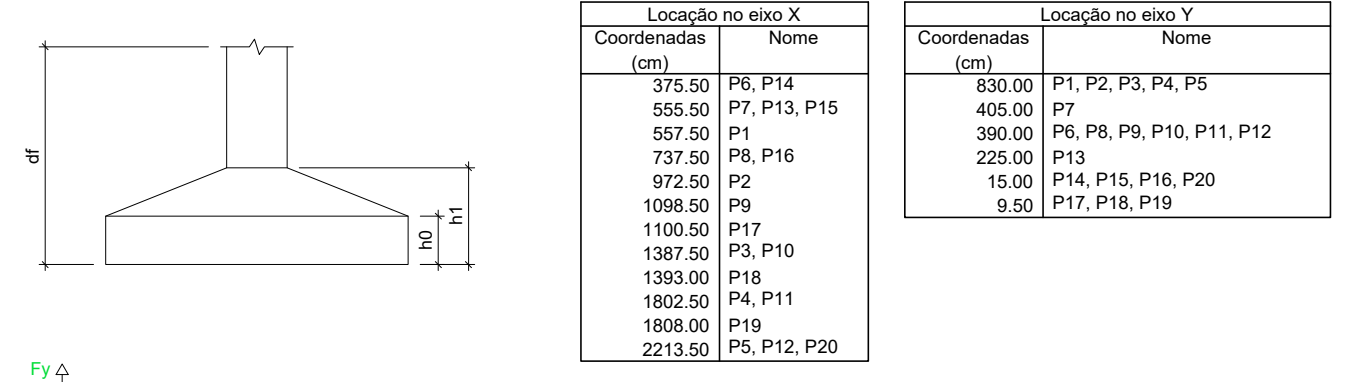 df
h0
h1
Fy
Locação no eixo X
Coordenadas Nome
(cm)
375.50 P6, P14
555.50 P7, P13, P15
557.50 P1
737.50 P8, P16
972.50 P2
1098.50 P9
1100.50 P17
1387.50 P3, P10
1393.00 P18
1802.50 P4, P11
1808.00 P19
2213.50 P5, P12, P20
Locação no eixo Y
Coordenadas Nome
(cm)
830.00 P1, P2, P3, P4, P5
405.00 P7
390.00 P6, P8, P9, P10, P11, P12
225.00 P13
15.00 P14, P15, P16, P20
9.50 P17, P18, P19